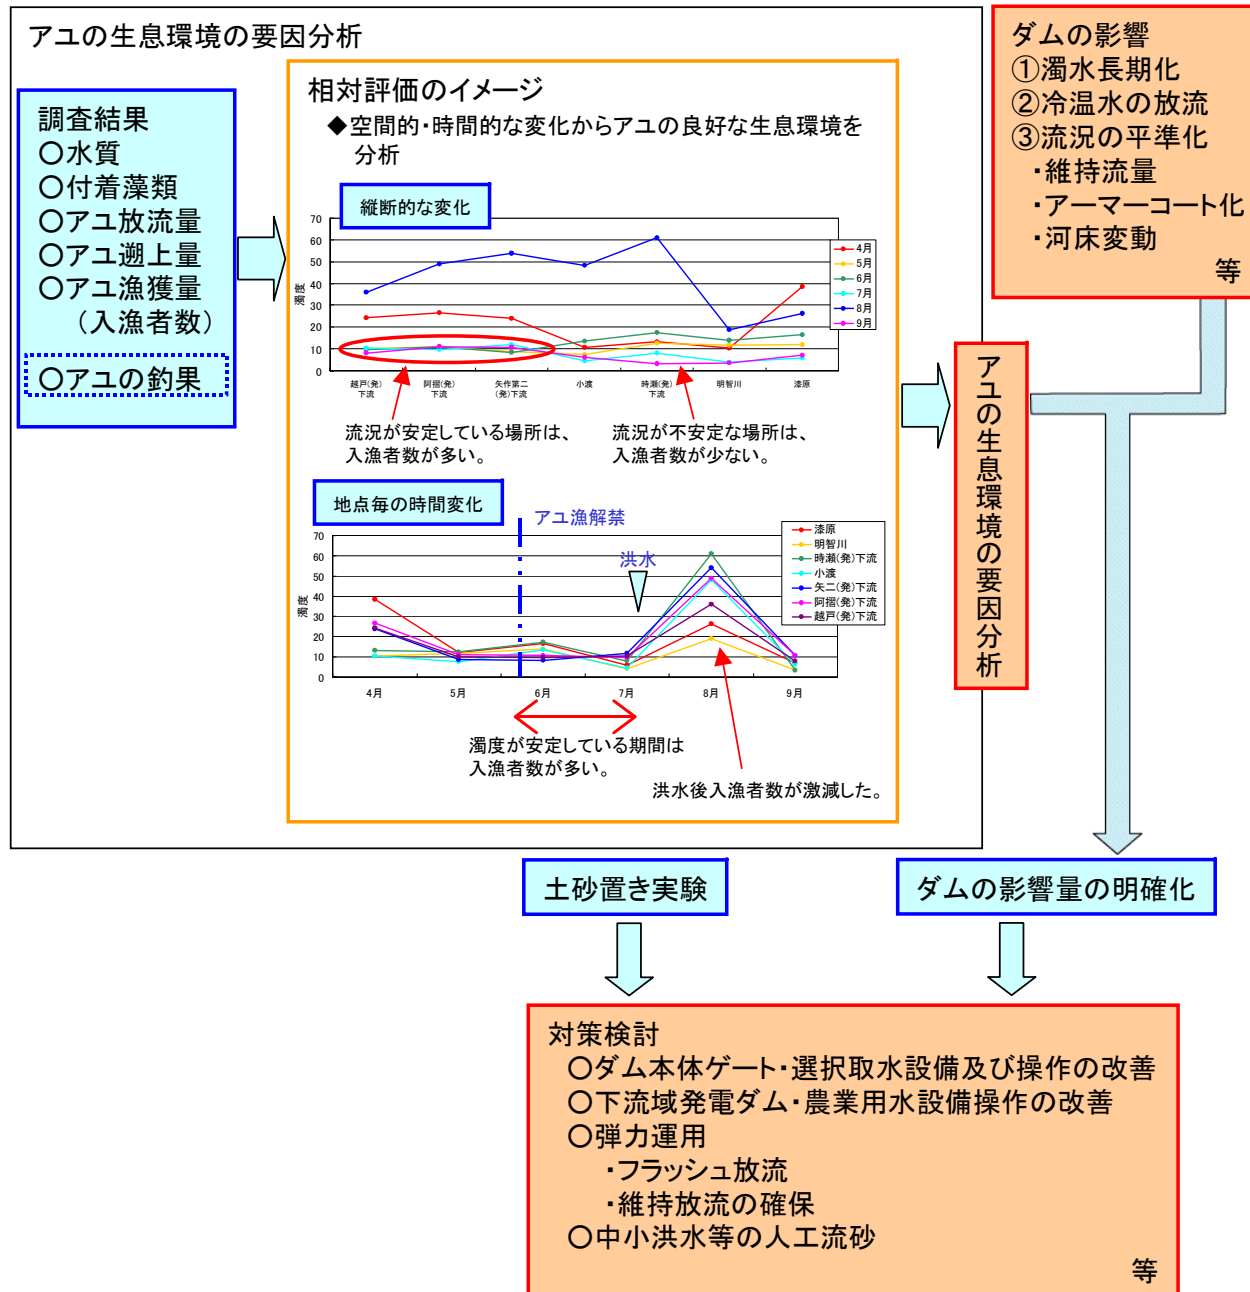 アユの生息環境の要因分析
調査結果
○水質
○付着藻類
○アユ放流量
○アユ遡上量
○アユ漁獲量
（入漁者数）
○アユの釣果
相対評価のイメージ
◆空間的・時間的な変化からアユの良好な生息環境を
分析
縦断的な変化
濁度
70
60
50
40
30
20
10
0
越戸(発)
下流
阿摺(発)
下流
矢作第二
(発)下流
小渡
時瀬(発)
下流
明智川
漆原
4月
5月
6月
7月
8月
9月
流況が安定している場所は、
入漁者数が多い。
流況が不安定な場所は、
入漁者数が少ない。
地点毎の時間変化
アユ漁解禁
洪水
濁度
70
60
50
40
30
20
10
0
4月
5月
6月
7月
8月
9月
漆原
明智川
時瀬(発)下流
小渡
矢二(発)下流
阿摺(発)下流
越戸(発)下流
濁度が安定している期間は
入漁者数が多い。
洪水後入漁者数が激減した。
アユの生息環境の要因分析
ダムの影響
①濁水長期化
②冷温水の放流
③流況の平準化
・維持流量
・アーマーコート化
・河床変動
等
土砂置き実験
ダムの影響量の明確化
対策検討
○ダム本体ゲート・選択取水設備及び操作の改善
○下流域発電ダム・農業用水設備操作の改善
○弾力運用
・フラッシュ放流
・維持放流の確保
○中小洪水等の人工流砂
等